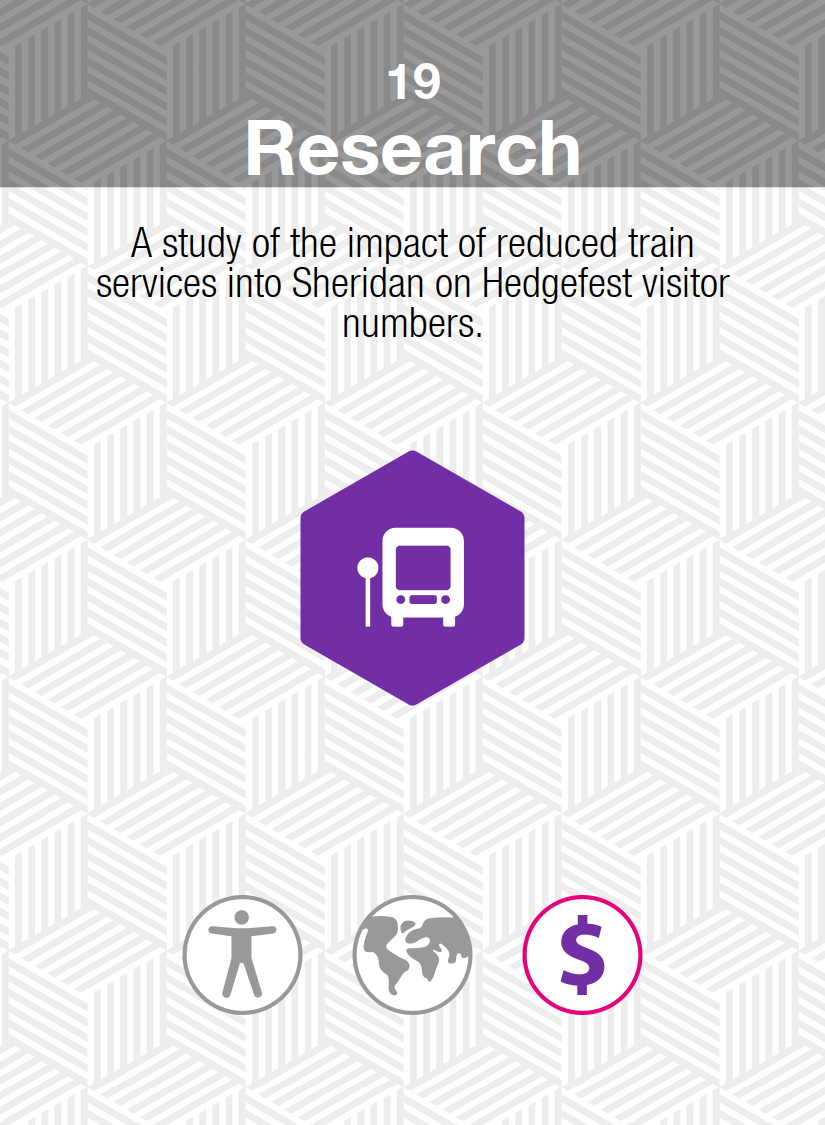 19
Research
A study of the impact of reduced train
services into Sheridan on Hedgefest visitor
numbers.
$